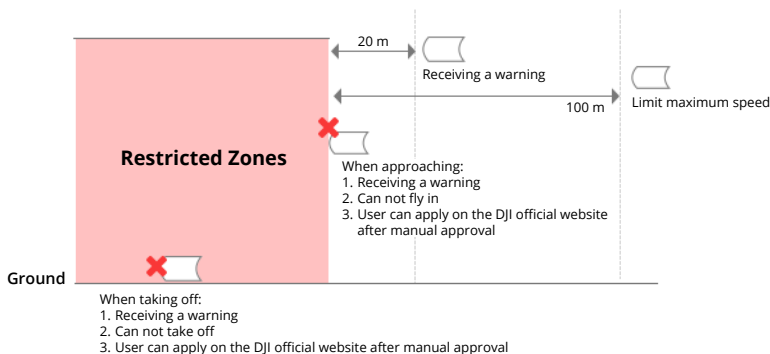 20 m
Receiving a warning
100 m
Limit maximum speed
Restricted Zones
When approaching:
1. Receiving a warning
2. Can not fly in
3. User can apply on the DJI official website
after manual approval
Ground
When taking off:
1. Receiving a warning
2. Can not take off
3. User can apply on the DJI official website after manual approval